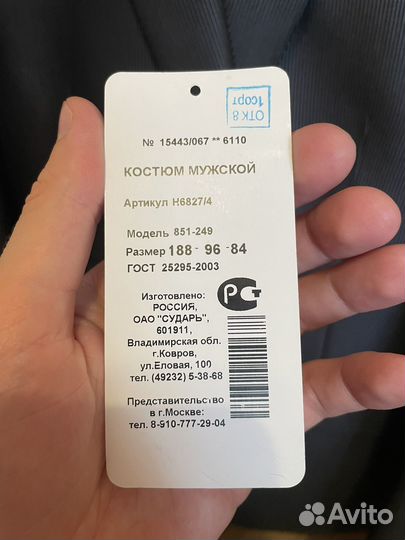 ОТК 8
1сорт
№ 15443/067 ** 6110
КОСТЮМ МУЖСКОЙ
Артикул Н6827/4
Модель 851-249
Размер 188 - 96 - 84
ГОСТ 25295-2003
Изготовлено:
РОССИЯ,
ОАО "СУДАРЬ",
601911,
Владимирская обл.
г.Ковров,
ул.Еловая, 100
тел. (49232) 5-38-68
Представительство
в г.Москве:
тел. 8-910-777-29-04
РСТ
Avito